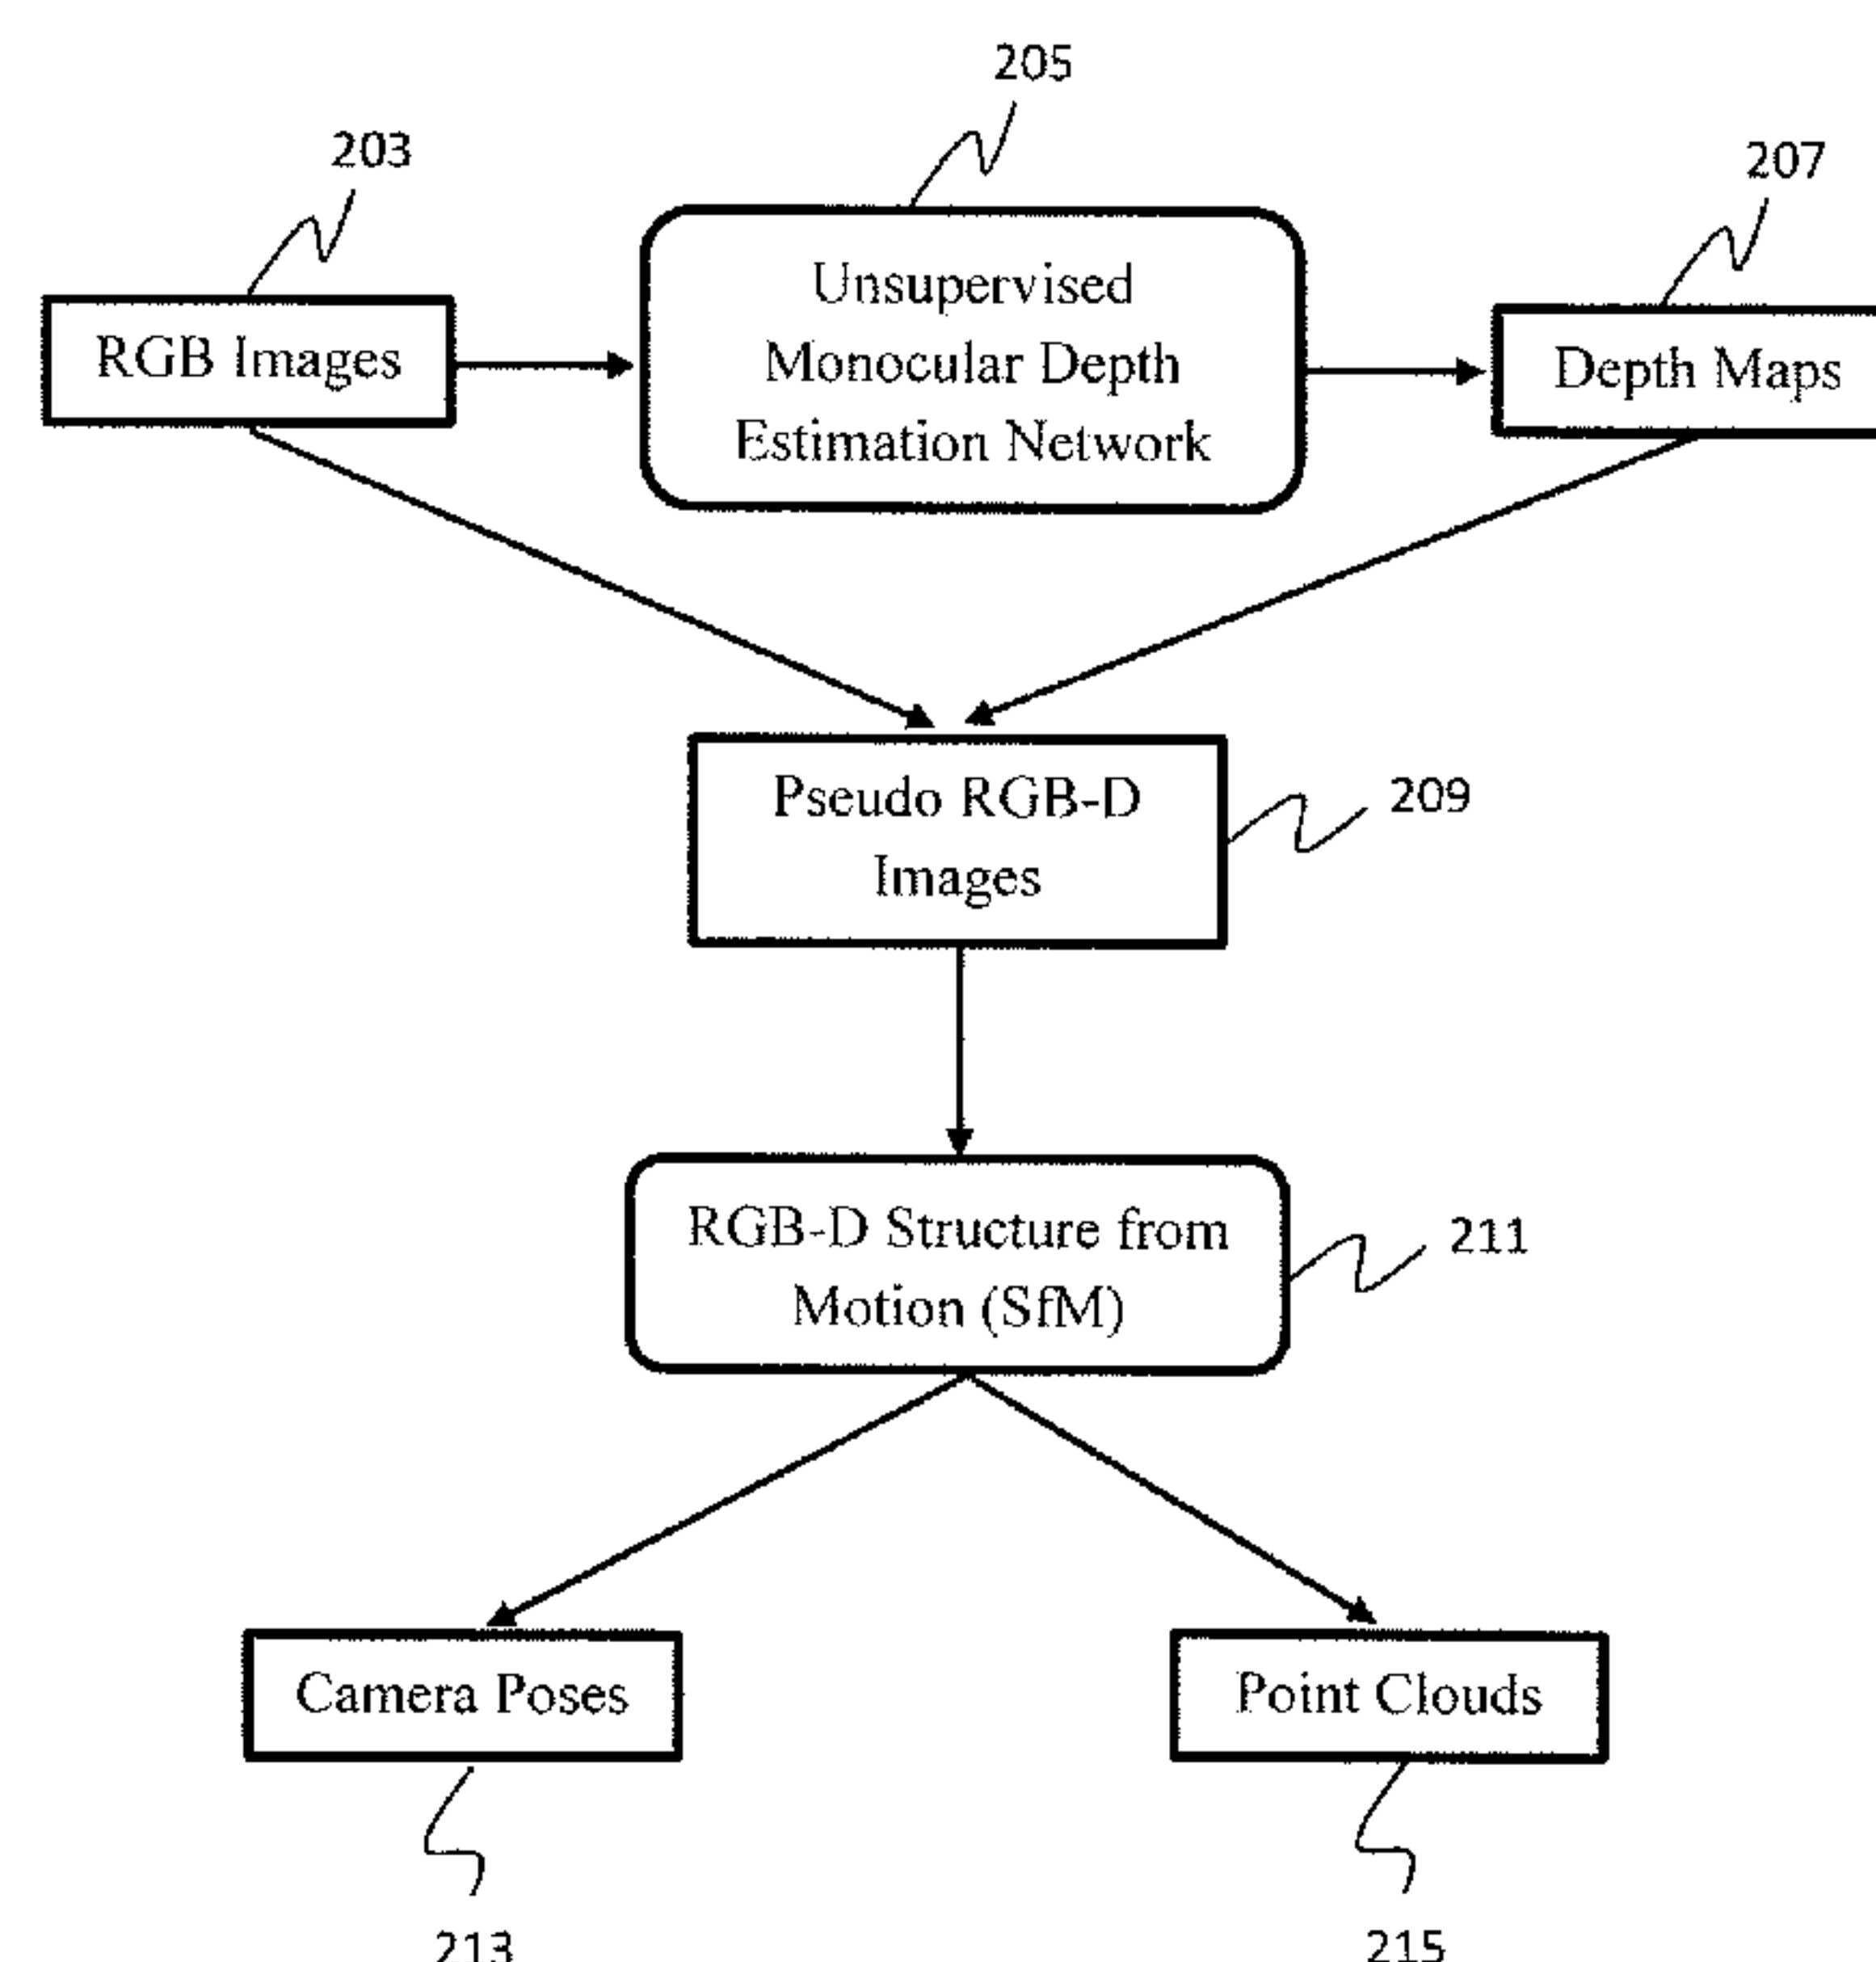 205
203
207
Unsupervised
Monocular Depth
Estimation Network
RGB Images
Depth Maps
Pseudo RGB-D
Images
209
RGB-D Structure from
Motion (SfM)
211
Camera Poses
Point Clouds
213
215